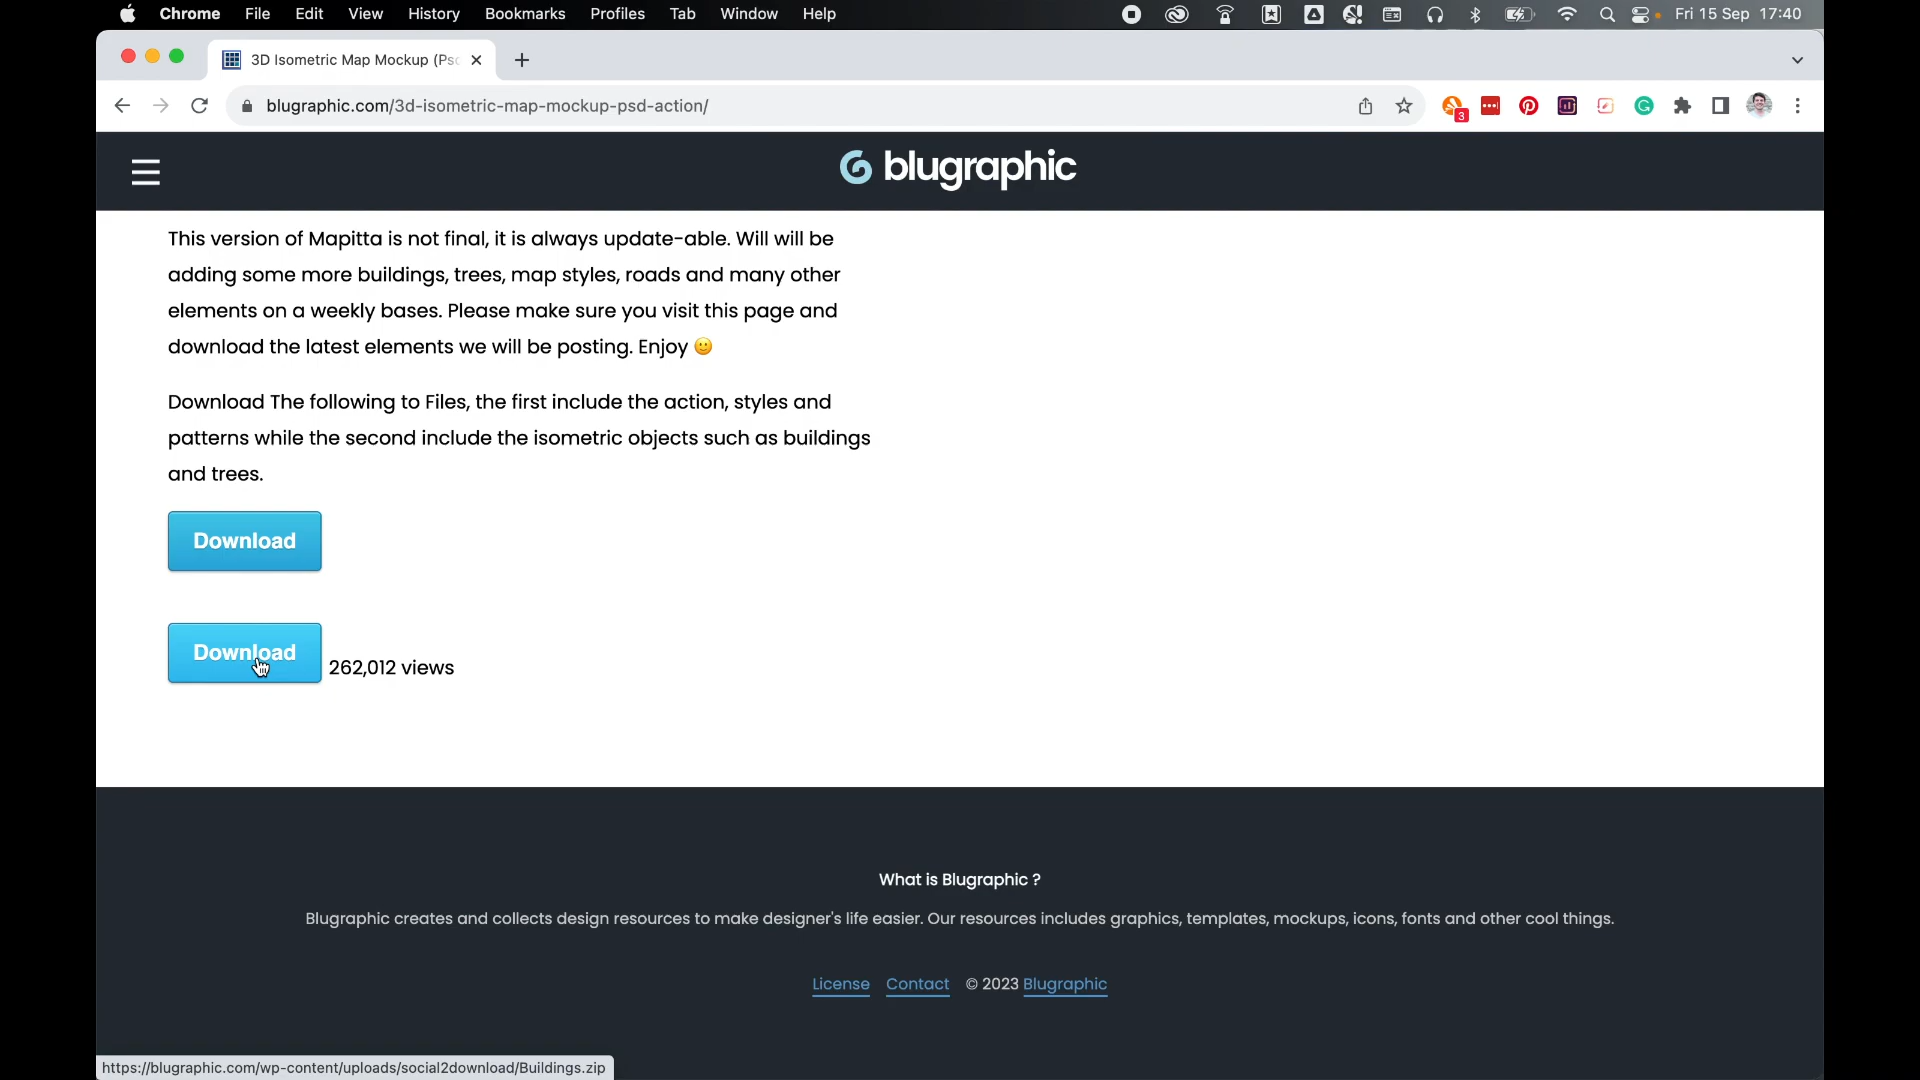 Chrome File Edit View History Bookmarks Profiles Tab Window Help Fri 15 Sep 17:40
3D Isometric Map Mockup (Ps
blugraphic.com/3d-isometric-map-mockup-psd-action/
3
blugraphic
This version of Mapitta is not final, it is always update-able. Will will be
adding some more buildings, trees, map styles, roads and many other
elements on a weekly bases. Please make sure you visit this page and
download the latest elements we will be posting. Enjoy 🙂
Download The following to Files, the first include the action, styles and
patterns while the second include the isometric objects such as buildings
and trees.
Download
Download 262,012 views
What is Blugraphic ?
Blugraphic creates and collects design resources to make designer's life easier. Our resources includes graphics, templates, mockups, icons, fonts and other cool things.
License Contact © 2023 Blugraphic
https://blugraphic.com/wp-content/uploads/social2download/Buildings.zip